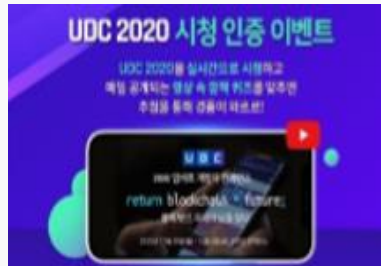 UDC 2020 시청 인증 이벤트
UDC 2020을 실시간으로 시청하고
매일 공개되는 영상 속 깜짝 퀴즈를 맞추면
추첨을 통해 경품이 와르르!
UDC
return blockchain + future;